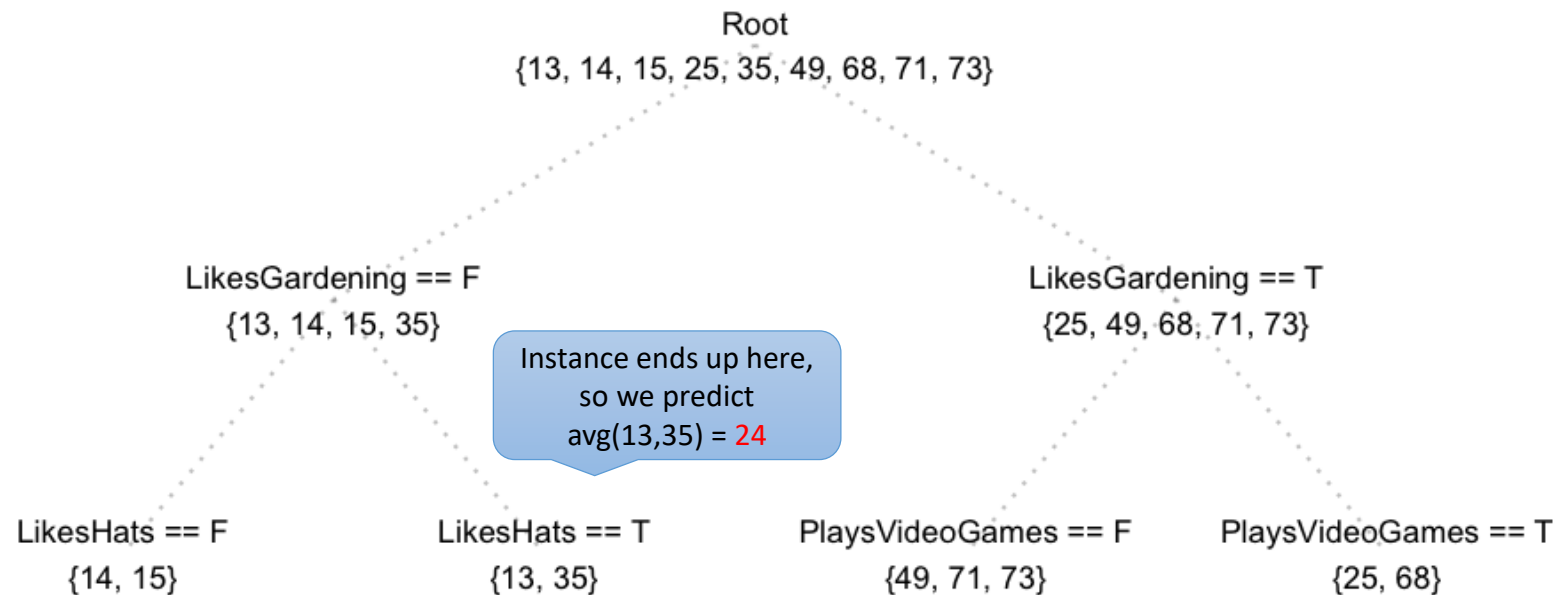 Root
{13, 14, 15, 25, 35, 49, 68, 71, 73}
LikesGardening == F
{13, 14, 15, 35}
LikesGardening == T
{25, 49, 68, 71, 73}
Instance ends up here,
so we predict
avg(13,35) = 24
LikesHats == F
{14, 15}
LikesHats == T
{13, 35}
PlaysVideoGames == F
{49, 71, 73}
PlaysVideoGames == T
{25, 68}